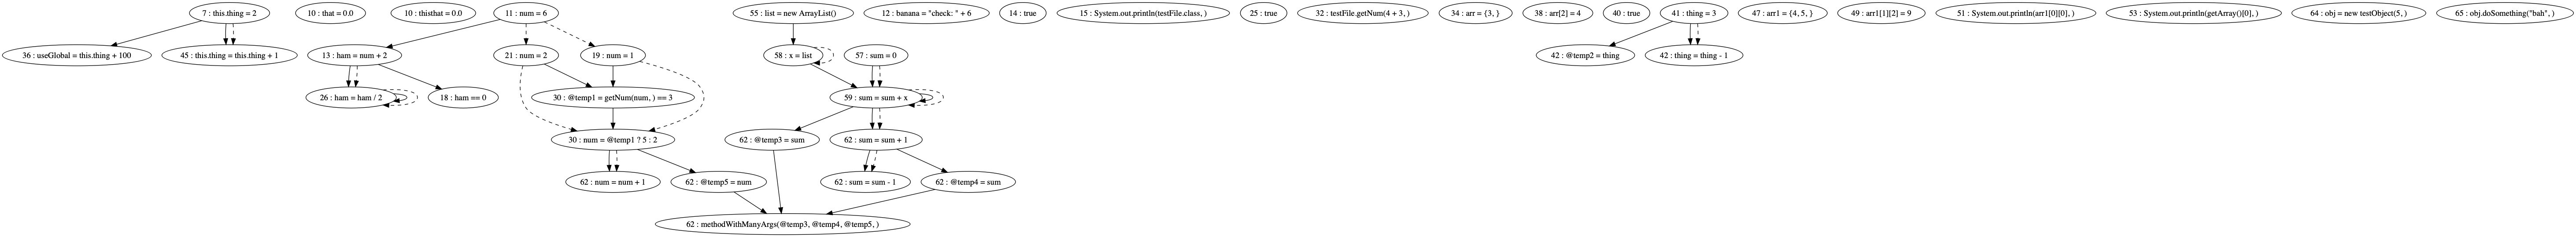 7 : this.thing = 2
10 : that = 0.0
10 : thisthat = 0.0
11 : num = 6
55 : list = new ArrayList()
12 : banana = "check: " + 6
14 : true
15 : System.out.println(testFile.class, )
25 : true
32 : testFile.getNum(4 + 3, )
34 : arr = {3, }
38 : arr[2] = 4
40 : true
41 : thing = 3
47 : arr1 = {4, 5, }
49 : arr1[1][2] = 9
51 : System.out.println(arr1[0][0], )
53 : System.out.println(getArray()[0], )
64 : obj = new testObject(5, )
65 : obj.doSomething("bah", )
36 : useGlobal = this.thing + 100
45 : this.thing = this.thing + 1
13 : ham = num + 2
21 : num = 2
19 : num = 1
58 : x = list
57 : sum = 0
42 : @temp2 = thing
42 : thing = thing - 1
26 : ham = ham / 2
18 : ham == 0
30 : @temp1 = getNum(num, ) == 3
59 : sum = sum + x
30 : num = @temp1 ? 5 : 2
62 : @temp3 = sum
62 : sum = sum + 1
62 : num = num + 1
62 : @temp5 = num
62 : sum = sum - 1
62 : @temp4 = sum
62 : methodWithManyArgs(@temp3, @temp4, @temp5, )